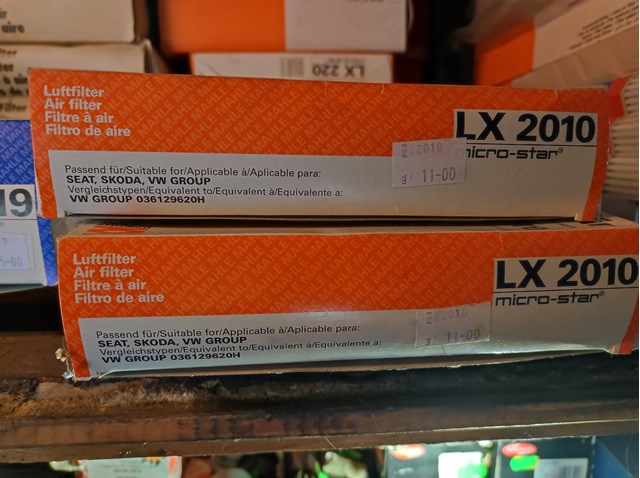 LX 220
Luftfilter
Air filter
Filtre à air
Filtro de aire
LX 2010
micro-star®
Passend für/Suitable for/Applicable à/Aplicable para:
SEAT, SKODA, VW GROUP
Vergleichstypen/Equivalent to/Equivalent à/Equivalente a:
VW GROUP 036129620H
11-00
Luftfilter
Air filter
Filtre à air
Filtro de aire
LX 2010
micro-star®
Passend für/Suitable for/Applicable à/Aplicable para:
SEAT, SKODA, VW GROUP
Vergleichstypen/Equivalent to/Equivalent à/Equivalente a:
VW GROUP 036129620H
11-00